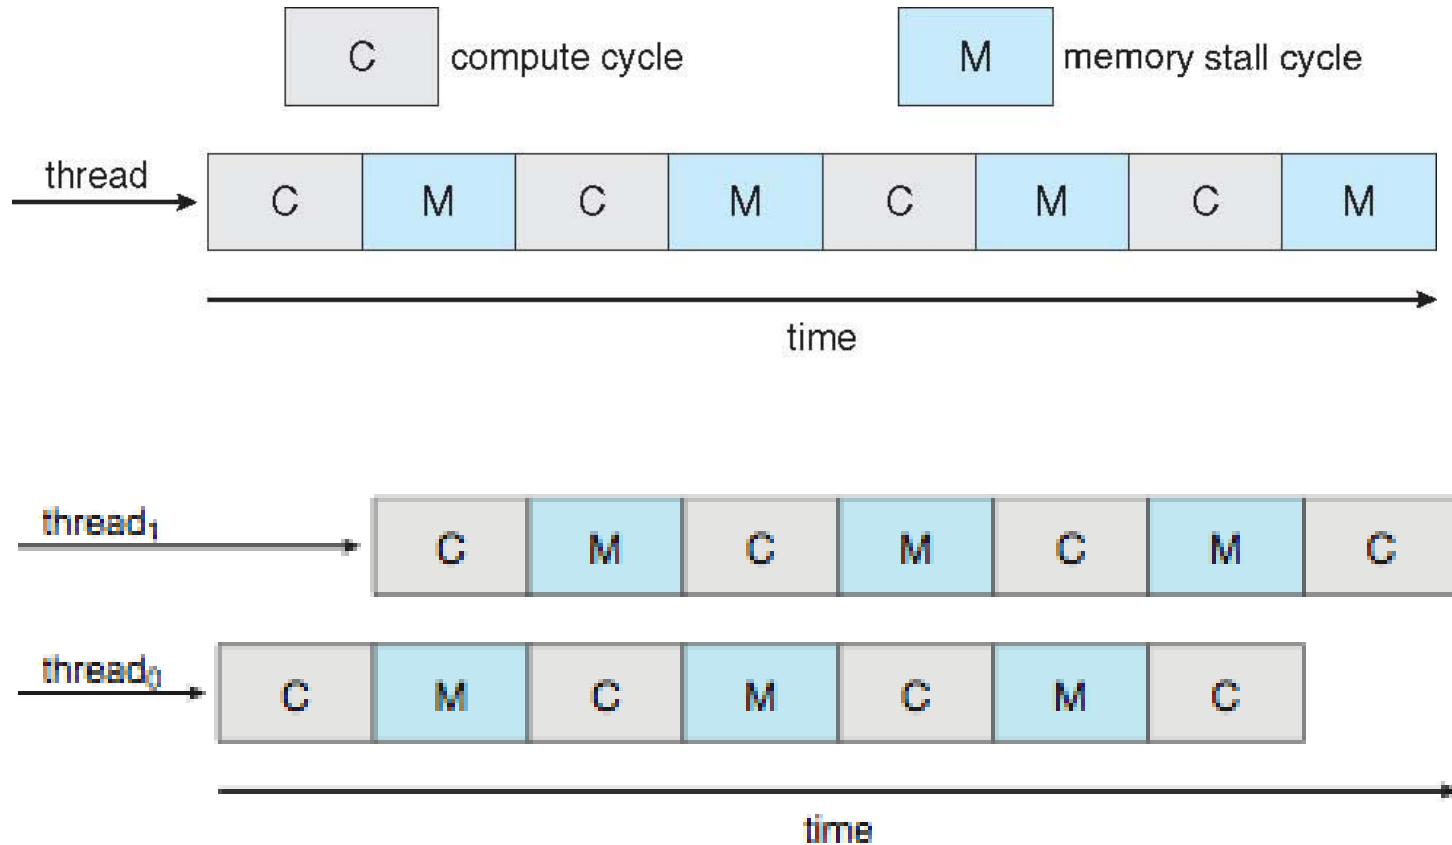 C compute cycle M memory stall cycle
thread C M C M C M C M
time
thread₁ C M C M C M C
thread₀ C M C M C M C
time